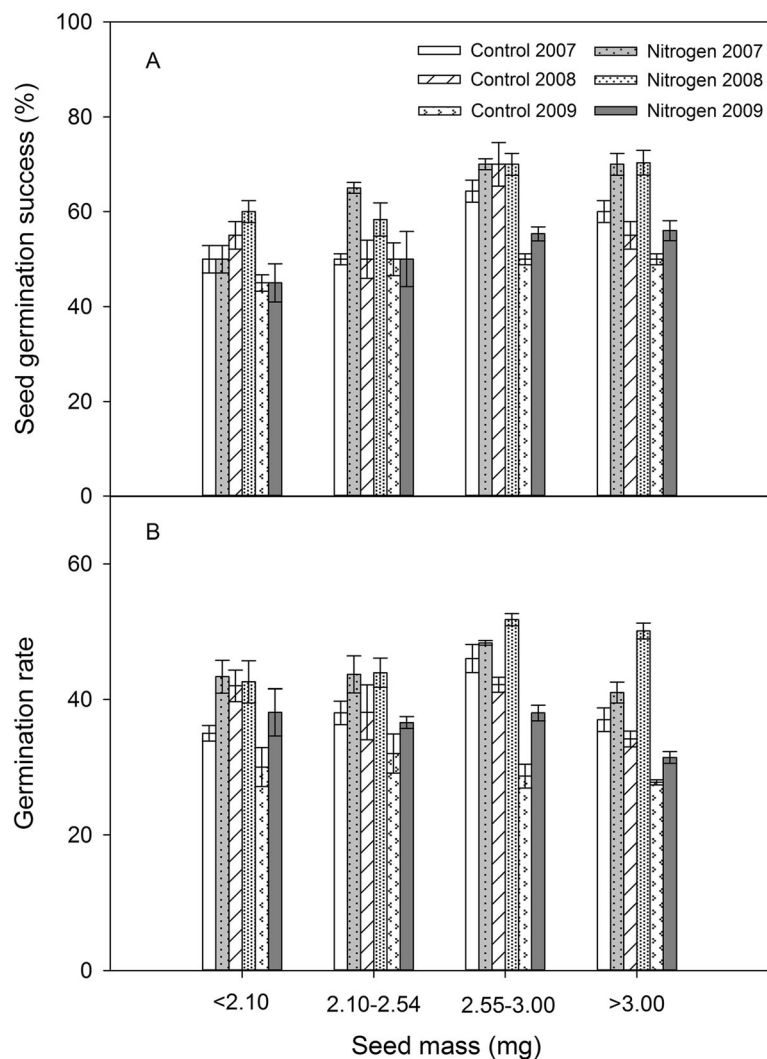 100
80
60
40
20
0
Seed germination success (%)
A
Control 2007
Nitrogen 2007
Control 2008
Nitrogen 2008
Control 2009
Nitrogen 2009
B
60
40
20
0
Germination rate
<2.10
2.10-2.54
2.55-3.00
>3.00
Seed mass (mg)